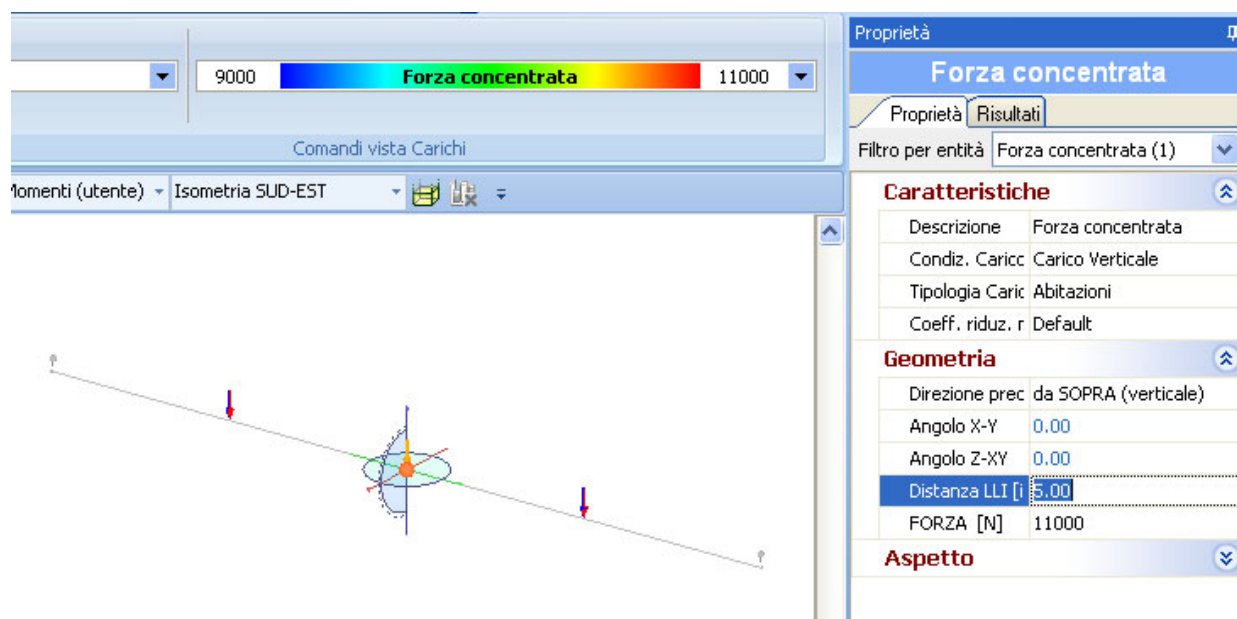 Proprietà
Forza concentrata
9000 Forza concentrata 11000
Proprietà Risultati
Comandi vista Carichi
Filtro per entità Forza concentrata (1)
Momenti (utente) Isometria SUD-EST
Caratteristiche
Descrizione Forza concentrata
Condiz. Caricc Carico Verticale
Tipologia Caric Abitazioni
Coeff. riduz. r Default
Geometria
Direzione prec da SOPRA (verticale)
Angolo X-Y 0.00
Angolo Z-XY 0.00
Distanza LLI [i 5.00
FORZA [N] 11000
Aspetto